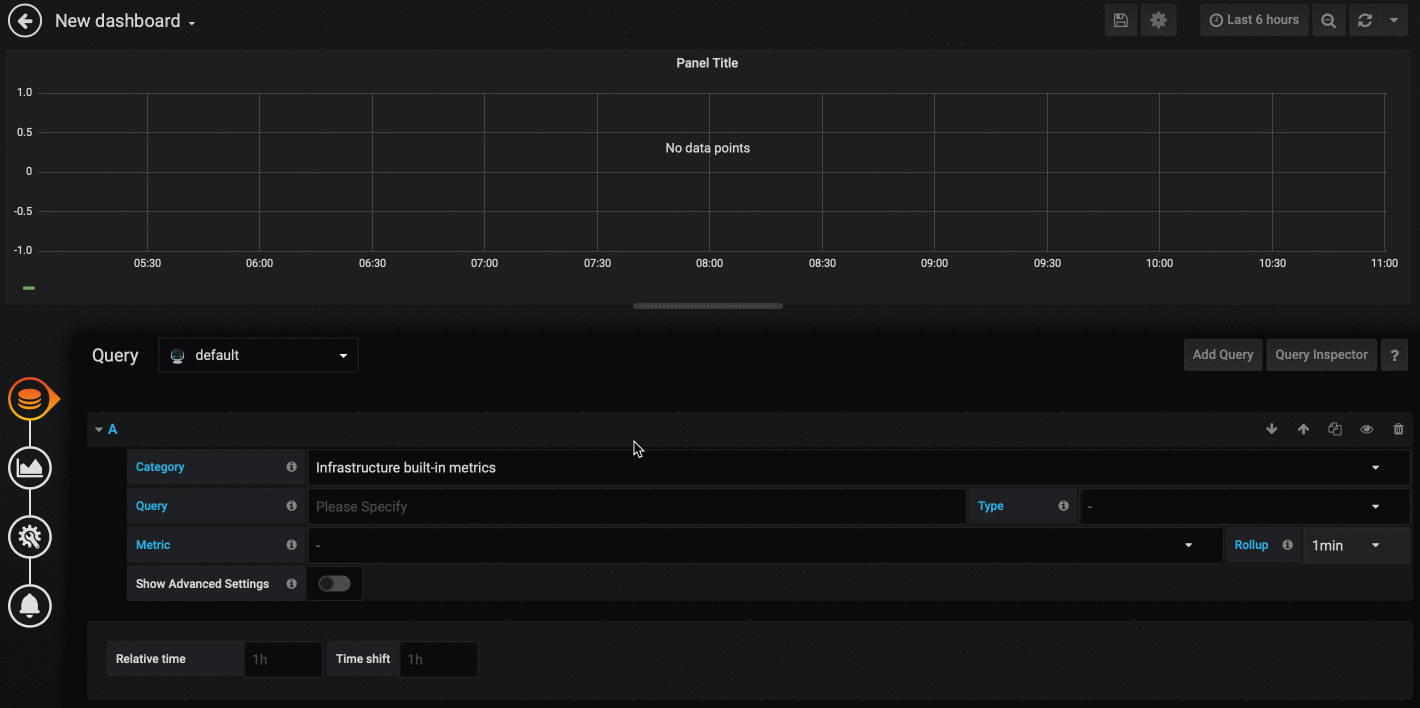 New dashboard
Last 6 hours
Panel Title
1.0
0.5
No data points
0
-0.5
-1.0
05:30 06:00 06:30 07:00 07:30 08:00 08:30 09:00 09:30 10:00 10:30 11:00
Query default Add Query Query Inspector ?
A
Category Infrastructure built-in metrics
Query Please Specify Type -
Metric - Rollup 1min
Show Advanced Settings
Relative time 1h Time shift 1h